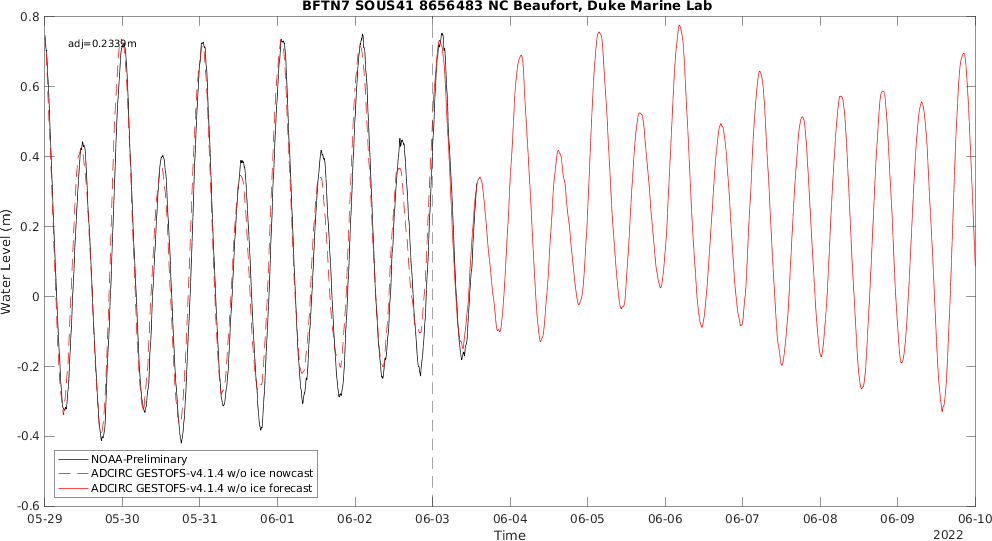 BFTN7 SOUS41 8656483 NC Beaufort, Duke Marine Lab
adj=0.2339m
0.8
0.6
0.4
0.2
0
-0.2
-0.4
-0.6
Water Level (m)
NOAA-Preliminary
ADCIRC GESTOFS-v4.1.4 w/o ice nowcast
ADCIRC GESTOFS-v4.1.4 w/o ice forecast
05-29 05-30 05-31 06-01 06-02 06-03 06-04 06-05 06-06 06-07 06-08 06-09 06-10
Time
2022